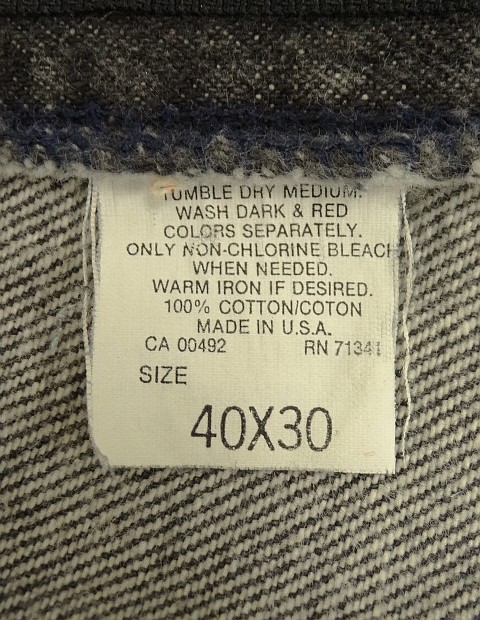 TUMBLE DRY MEDIUM.
WASH DARK & RED
COLORS SEPARATELY.
ONLY NON-CHLORINE BLEACH
WHEN NEEDED.
WARM IRON IF DESIRED.
100% COTTON/COTON
MADE IN U.S.A.
CA 00492 RN 71341
SIZE
40X30